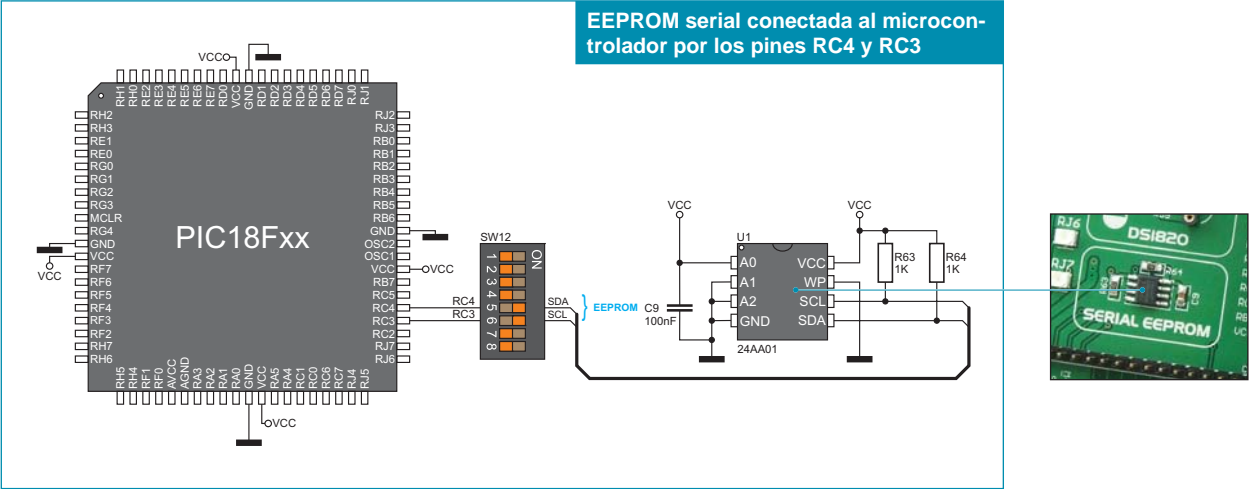 EEPROM serial conectada al microcon-
trolador por los pines RC4 y RC3
VCC
RH1 RH0 RE2 RE3 RE4 RE5 RE6 RE7 RD0 VCC GND RD1 RD2 RD3 RD4 RD5 RD6 RD7 RJ0 RJ1
RH2
RH3
RE1
RE0
RG0
RG1
RG2
RG3
MCLR
RG4
GND
VCC
RF7
RF6
RF5
RF4
RF3
RF2
RH7
RH6
VCC
PIC18Fxx
RJ2
RJ3
RB0
RB1
RB2
RB3
RB4
RB5
RB6
GND
OSC2
OSC1
VCC
RB7
RC5
RC4
RC3
RC2
RJ7
RJ6
VCC
RH5 RH4 RF1 RF0 AVCC AGND RA3 RA2 RA1 RA0 GND VCC RA5 RA4 RC1 RC0 RC6 RC7 RJ4 RJ5
VCC
RC4
RC3
SW12
ON
1
2
3
4
5
6
7
8
SDA
SCL
EEPROM
VCC
C9
100nF
VCC
U1
A0 VCC
A1 WP
A2 SCL
GND SDA
24AA01
R63
1K
R64
1K
RJ6
DS1820
RJ7
R64
SERIAL EEPROM